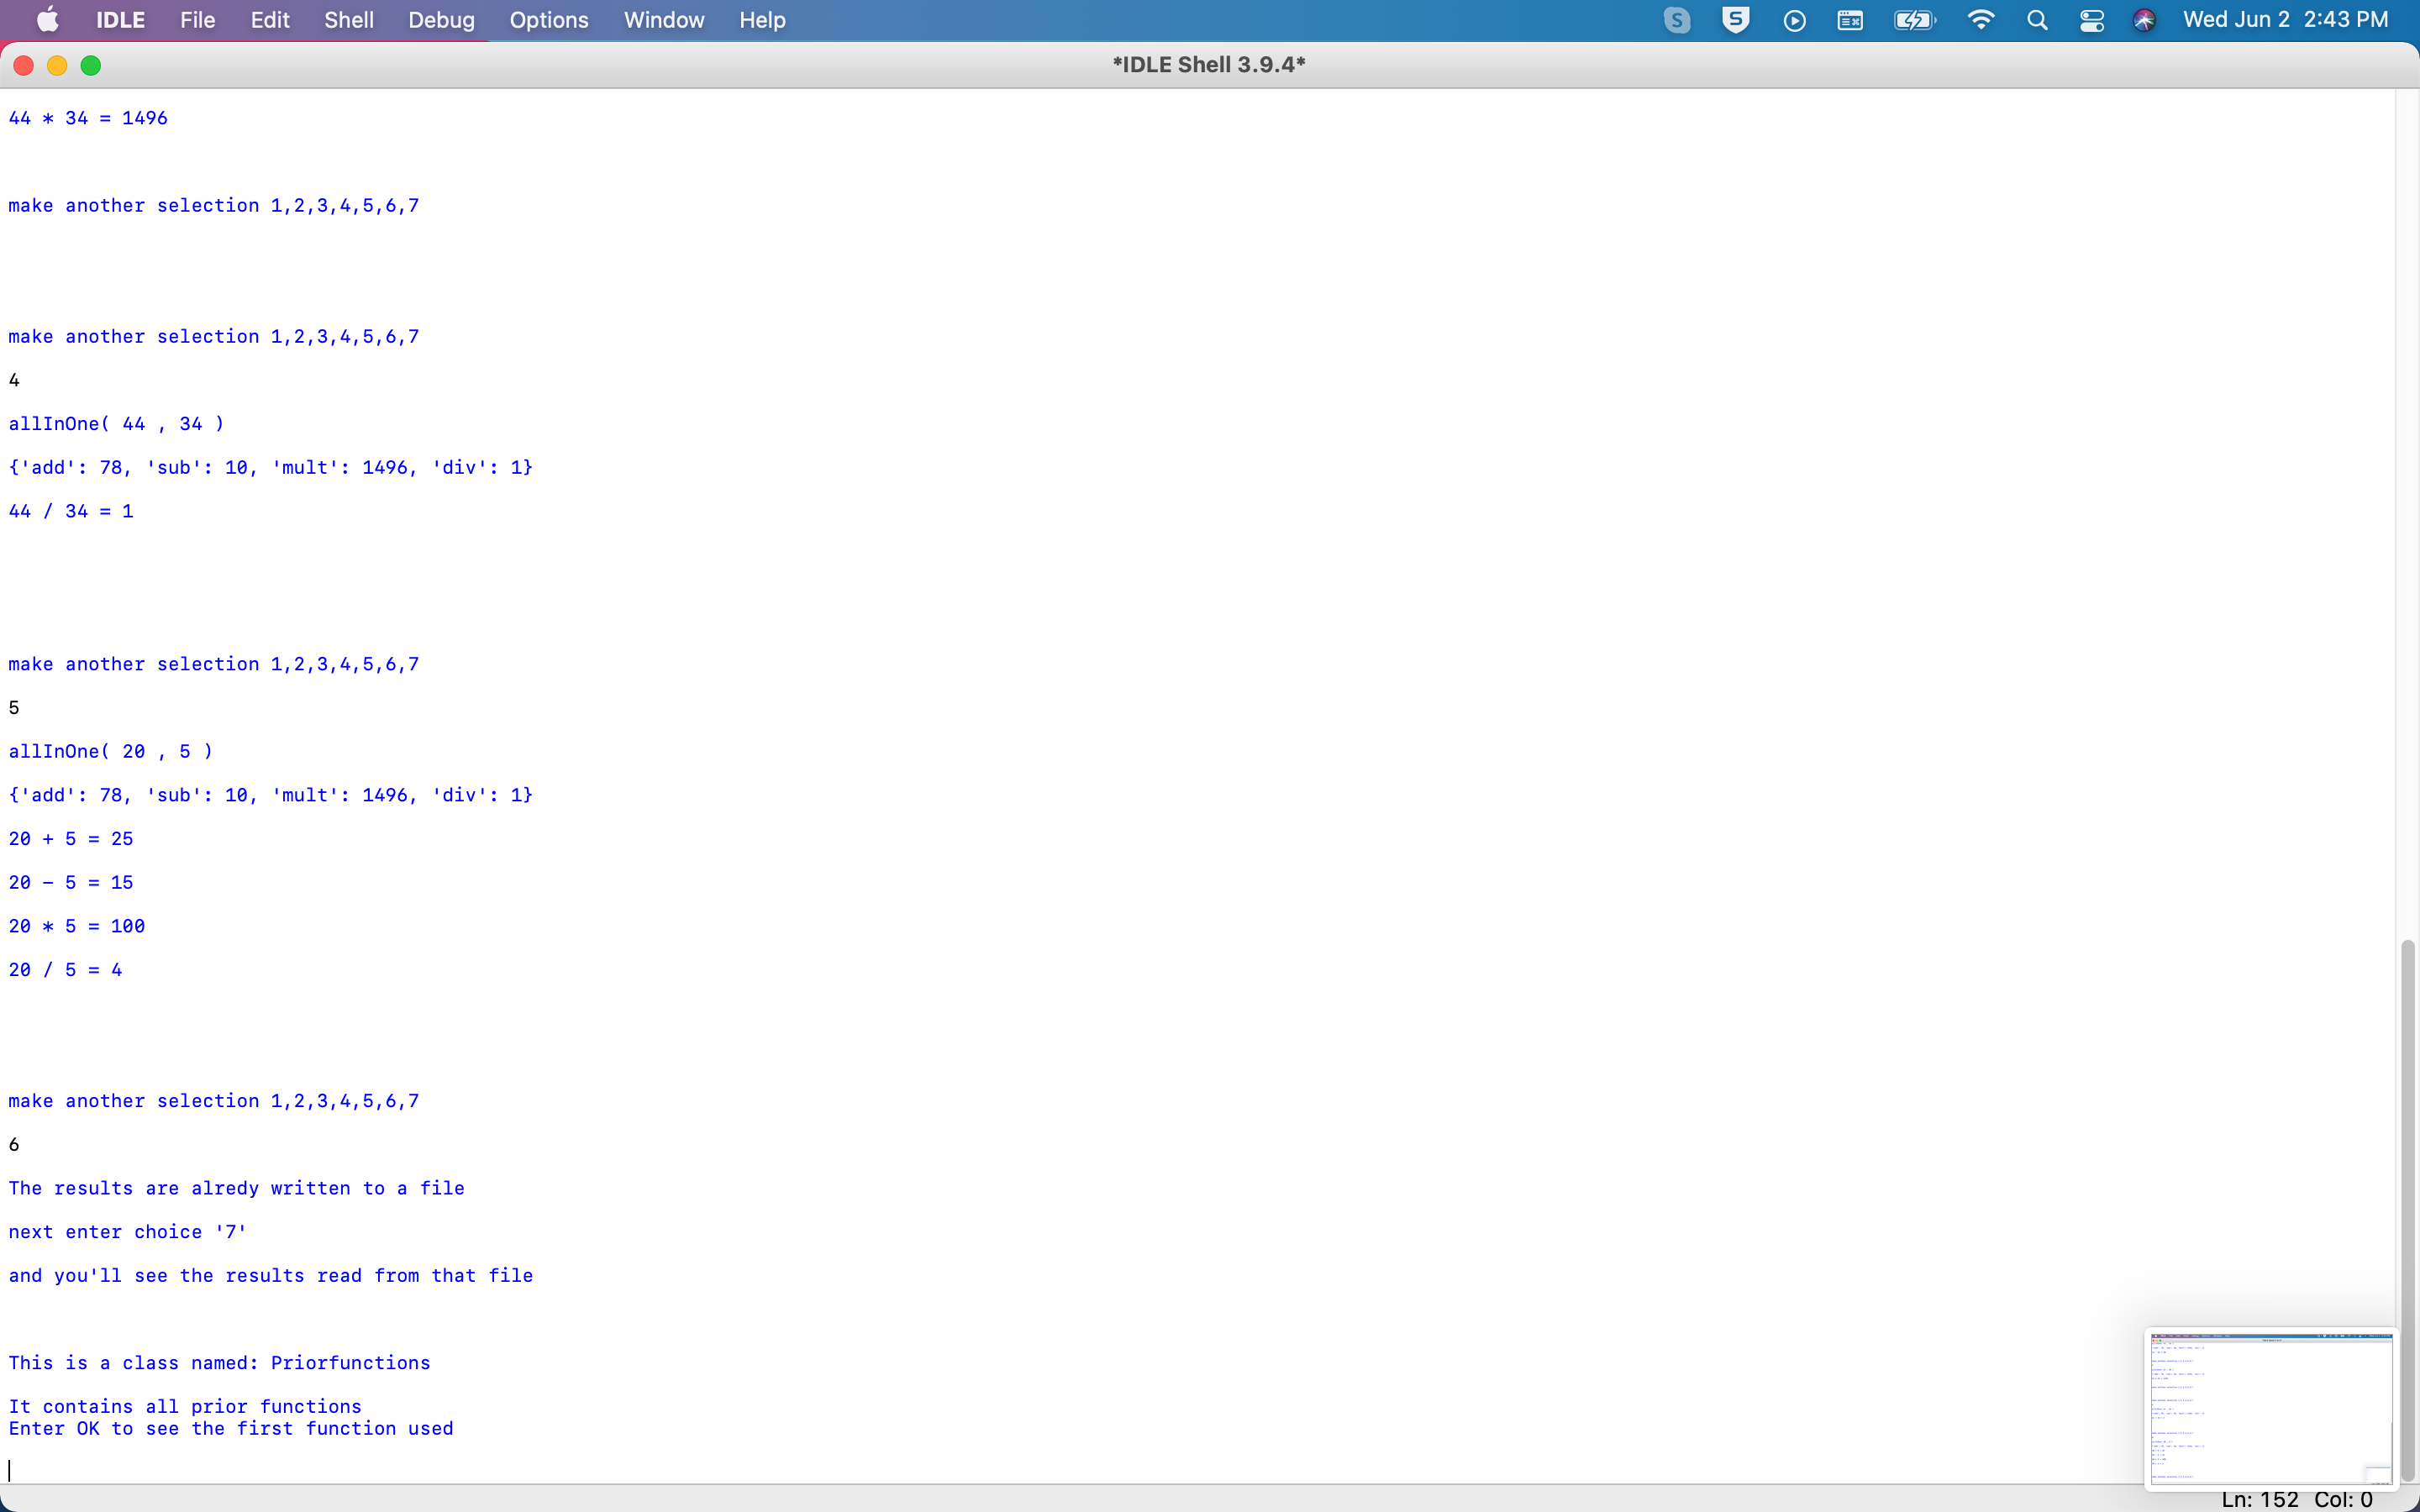 IDLE File Edit Shell Debug Options Window Help Wed Jun 2 2:43 PM
*IDLE Shell 3.9.4*
44 * 34 = 1496
make another selection 1,2,3,4,5,6,7
make another selection 1,2,3,4,5,6,7
4
allInOne( 44 , 34 )
{'add': 78, 'sub': 10, 'mult': 1496, 'div': 1}
44 / 34 = 1
make another selection 1,2,3,4,5,6,7
5
allInOne( 20 , 5 )
{'add': 78, 'sub': 10, 'mult': 1496, 'div': 1}
20 + 5 = 25
20 - 5 = 15
20 * 5 = 100
20 / 5 = 4
make another selection 1,2,3,4,5,6,7
6
The results are alredy written to a file
next enter choice '7'
and you'll see the results read from that file
This is a class named: Priorfunctions
It contains all prior functions
Enter OK to see the first function used
Ln: 152 Col: 0